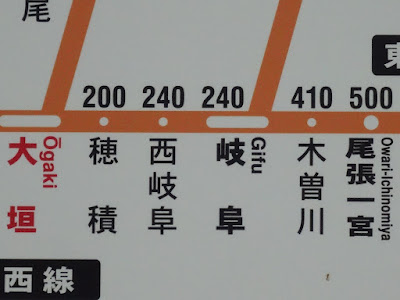 尾
東
200 240 240 410 500
大垣 Ōgaki
穂積
西岐阜
岐阜 Gifu
木曽川
尾張一宮 Owari-Ichinomiya
西線